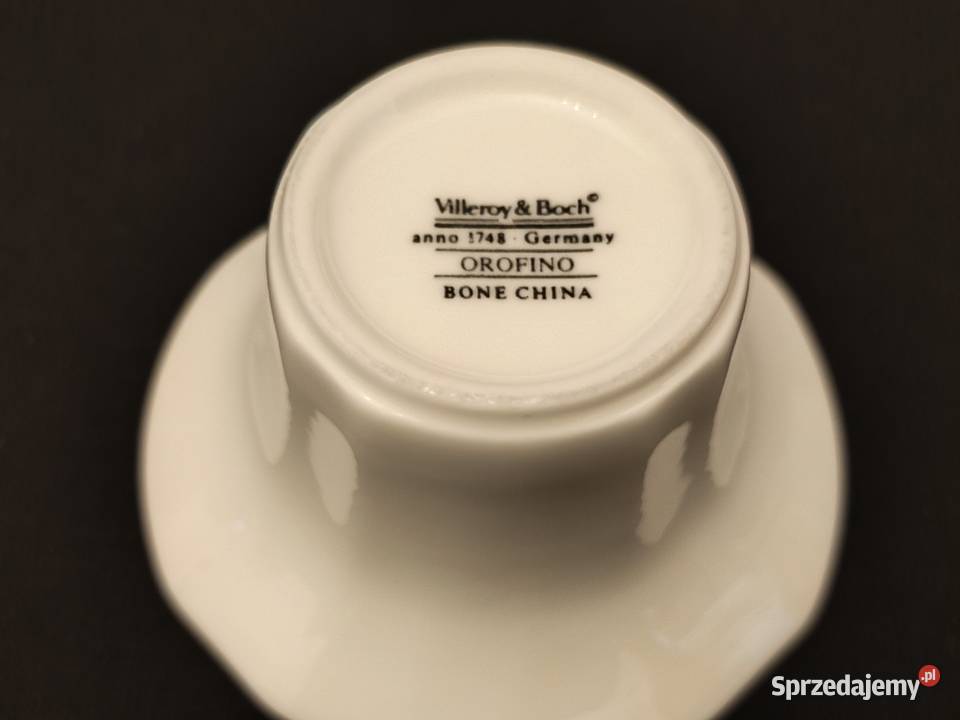 Villeroy & Boch©
anno 1748 · Germany
OROFINO
BONE CHINA
Sprzedajemy.pl